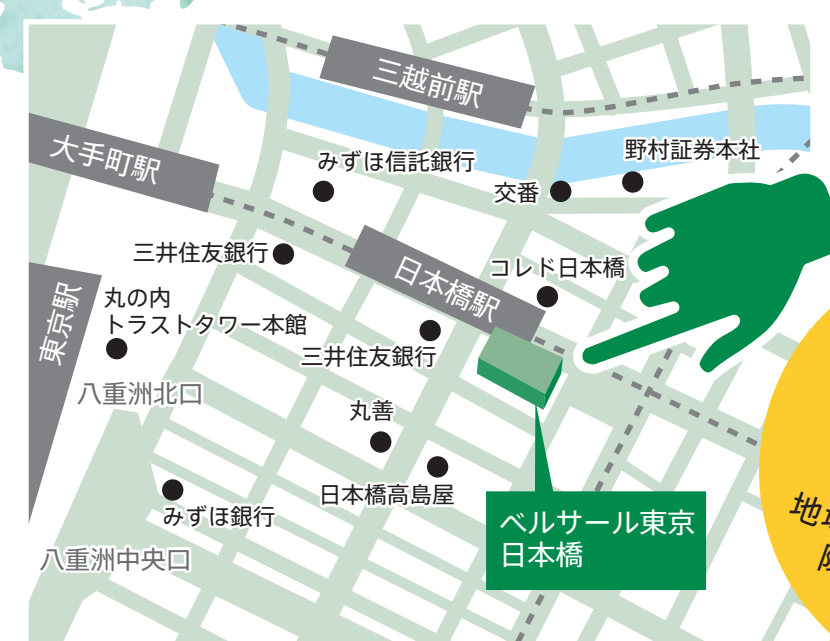 三越前駅
大手町駅
みずほ信託銀行
野村証券本社
交番
三井住友銀行
日本橋駅
コレド日本橋
東京駅
丸の内
トラストタワー本館
三井住友銀行
八重洲北口
丸善
日本橋高島屋
みずほ銀行
ベルサール東京
日本橋
八重洲中央口